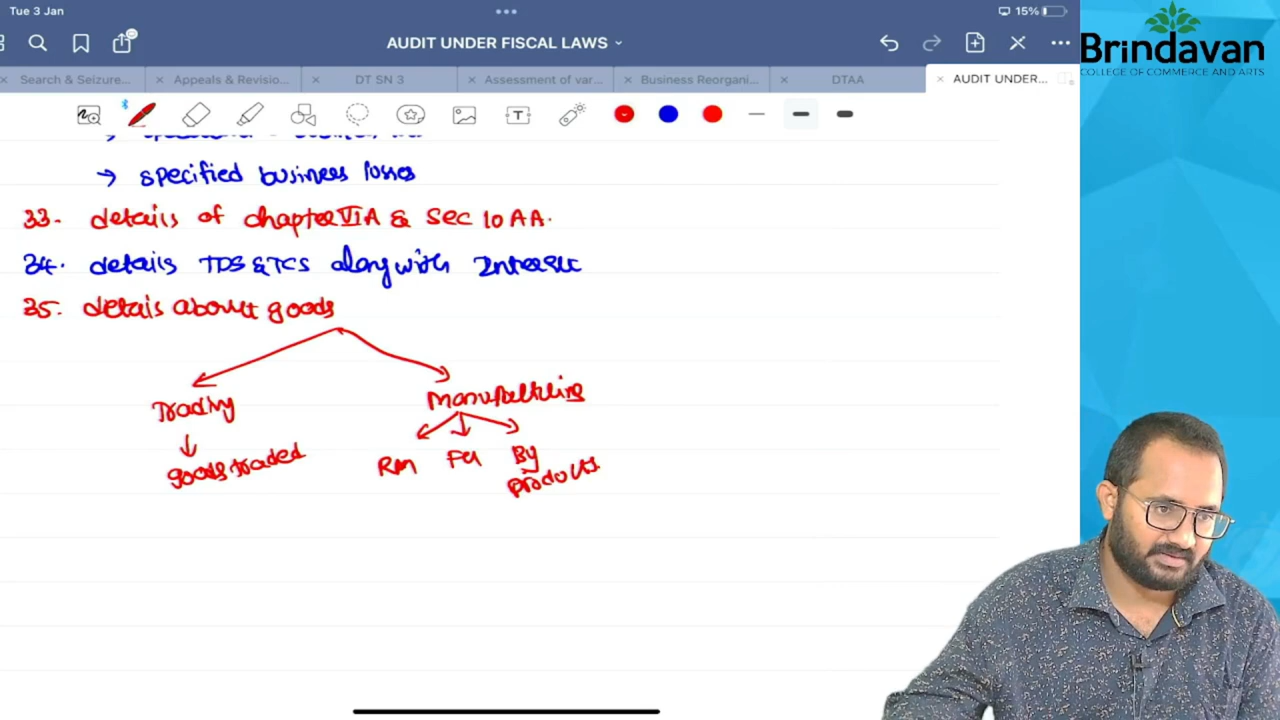 Tue 3 Jan
15%
AUDIT UNDER FISCAL LAWS
Search & Seizure...
Appeals & Revisio...
DT SN 3
Assessment of var...
Business Reorgani...
DTAA
AUDIT UNDER...
Brindavan
COLLEGE OF COMMERCE AND ARTS
→ specified business losses
33. details of chapter VIA & Sec 10AA.
34. details TDS & TCS along with Interest
35. details about goods
Trading
Manufacturing
goods traded
RM FG By
products.